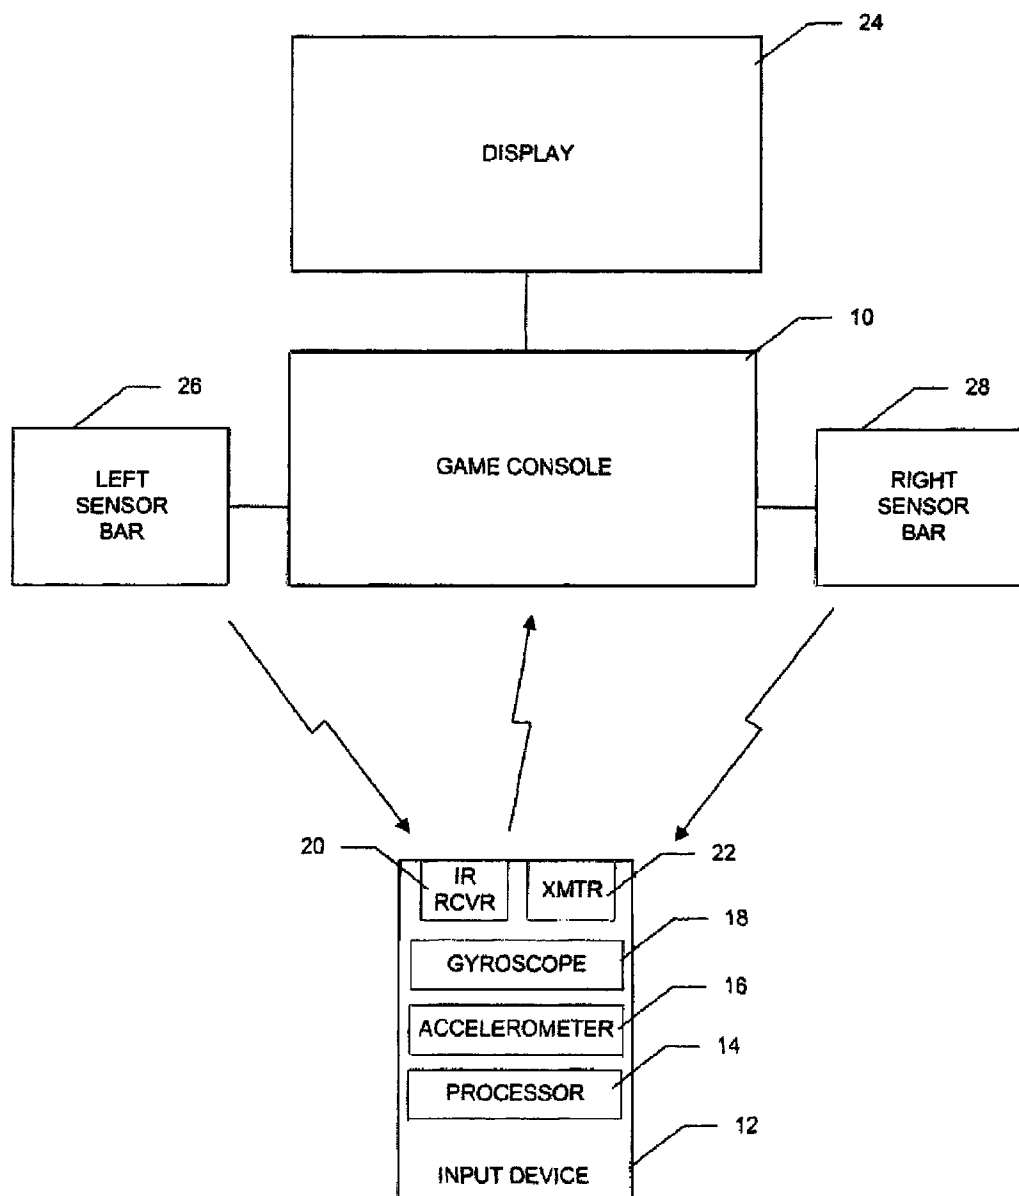 24
DISPLAY
10
26
28
LEFT
SENSOR
BAR
GAME CONSOLE
RIGHT
SENSOR
BAR
20
22
IR
RCVR
XMTR
18
GYROSCOPE
16
ACCELEROMETER
14
PROCESSOR
12
INPUT DEVICE